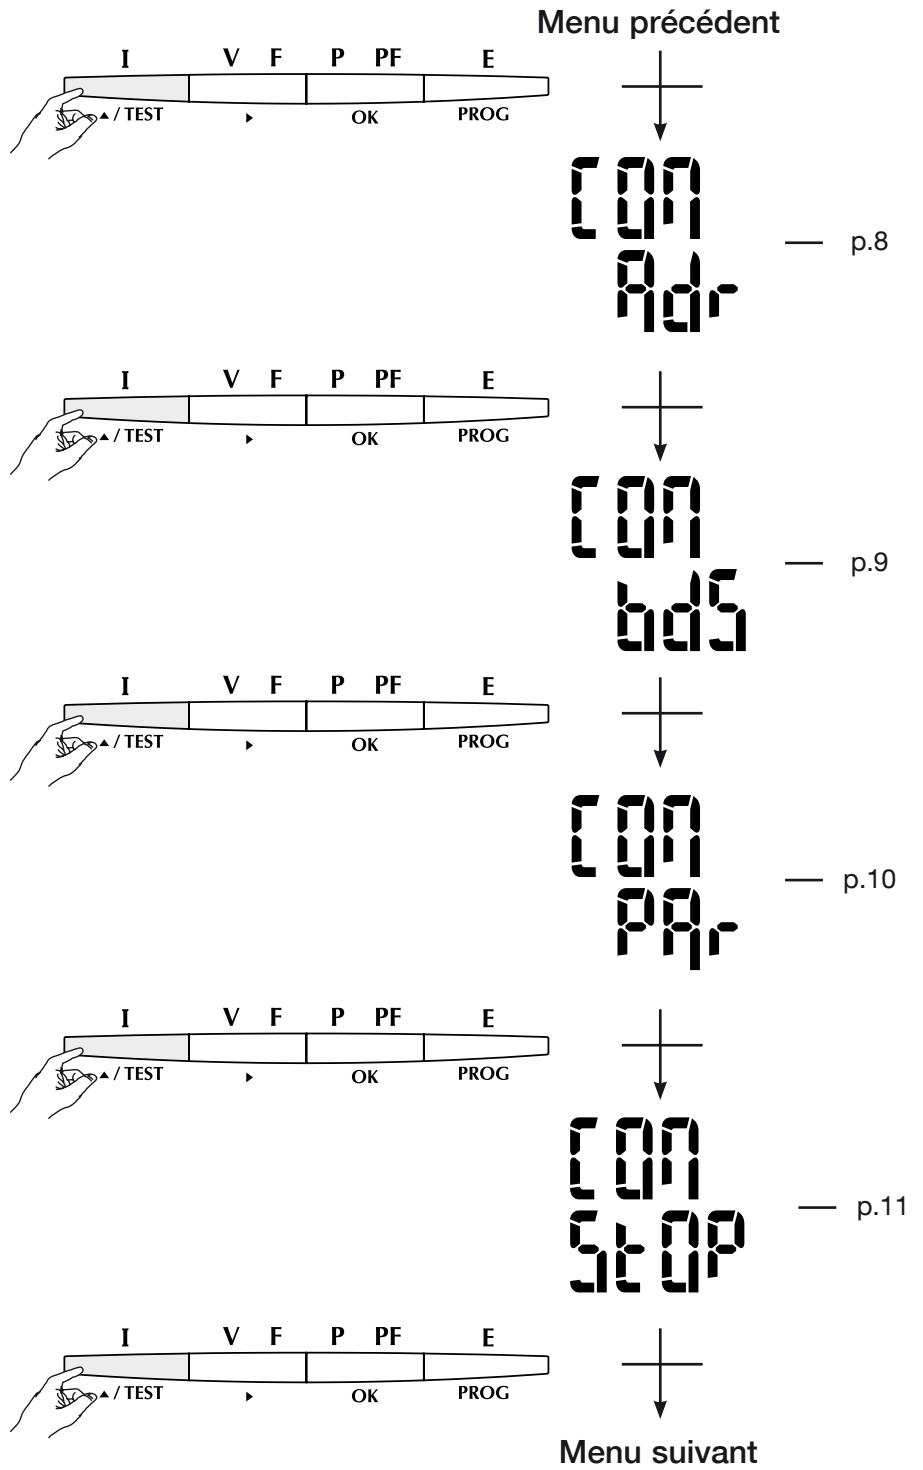 Menu précédent
I V F P PF E
▲ / TEST ▶ OK PROG
COM
Adr
p.8
I V F P PF E
▲ / TEST ▶ OK PROG
COM
bdS
p.9
I V F P PF E
▲ / TEST ▶ OK PROG
COM
PAr
p.10
I V F P PF E
▲ / TEST ▶ OK PROG
COM
StOP
p.11
I V F P PF E
▲ / TEST ▶ OK PROG
Menu suivant